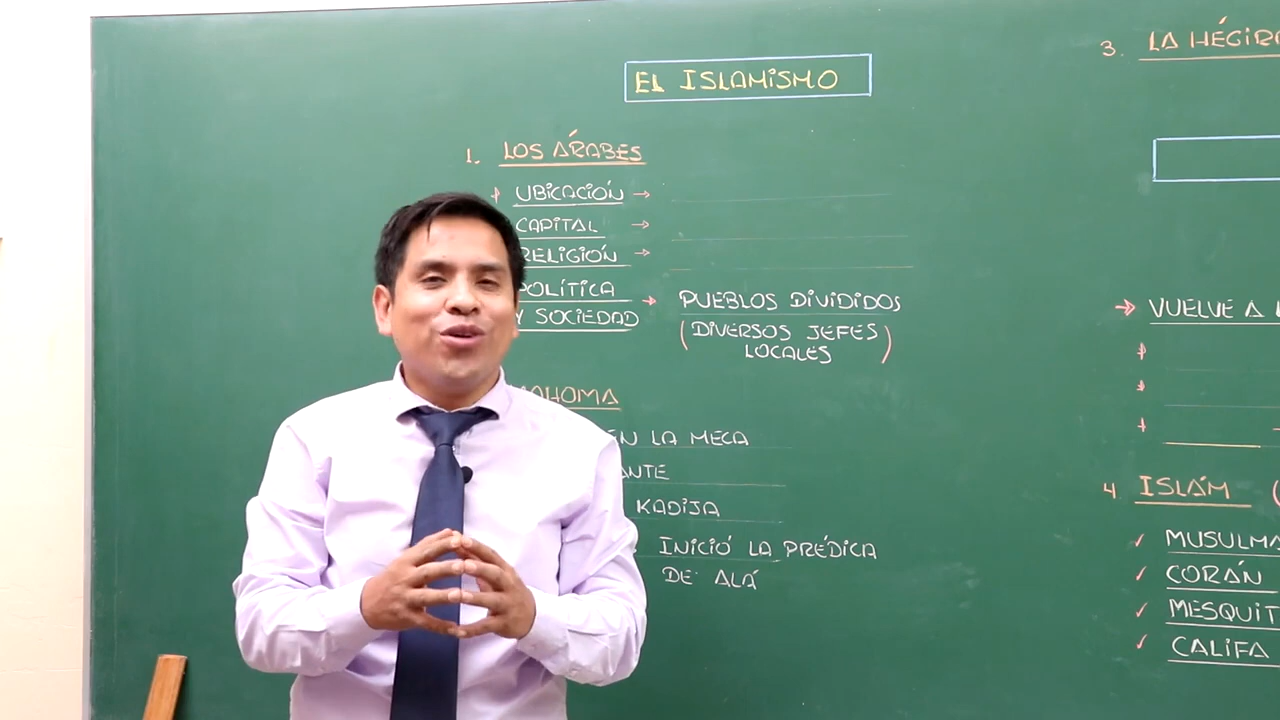 EL ISLAMISMO
1. LOS ÁRABES
UBICACIÓN →
CAPITAL →
RELIGIÓN →
POLÍTICA
Y SOCIEDAD → PUEBLOS DIVIDIDOS
(DIVERSOS JEFES
LOCALES)
AHOMA
EN LA MECA
ANTE
KADIJA
INICIÓ LA PRÉDICA
DE ALÁ
3. LA HÉGIR
→ VUELVE A
4. ISLÁM (
✓ MUSULMA
✓ CORÁN
✓ MESQUIT
✓ CALIFA